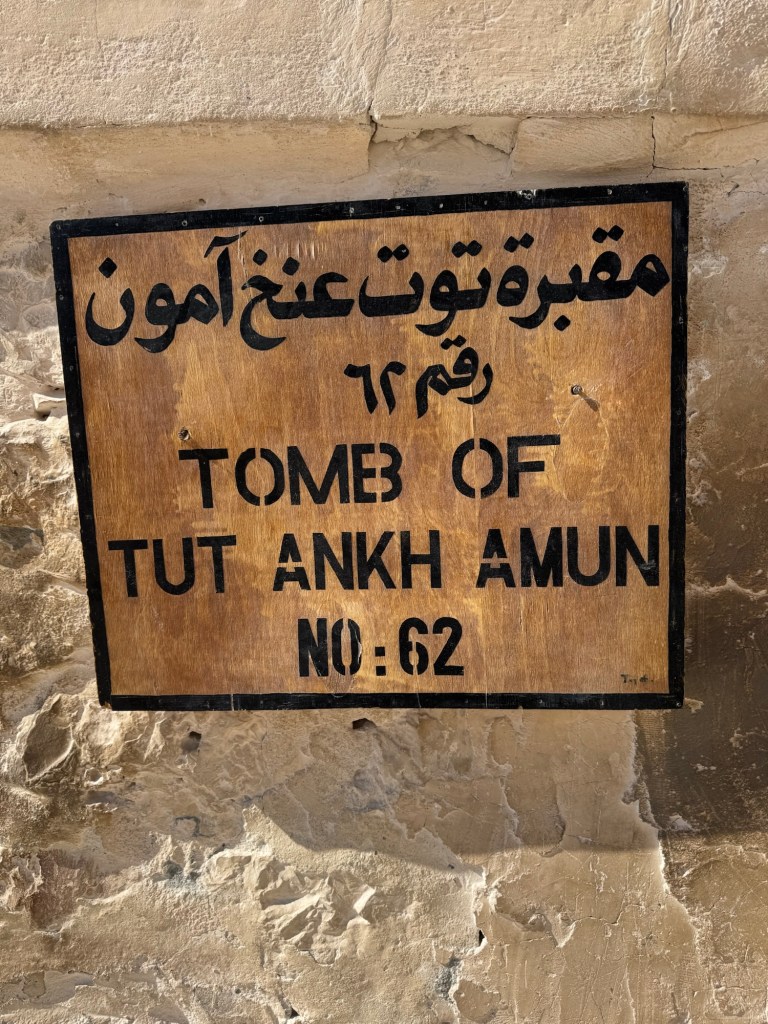 مقبرة توت عنخ آمون
رقم ٦٢
TOMB OF
TUT ANKH AMUN
NO: 62